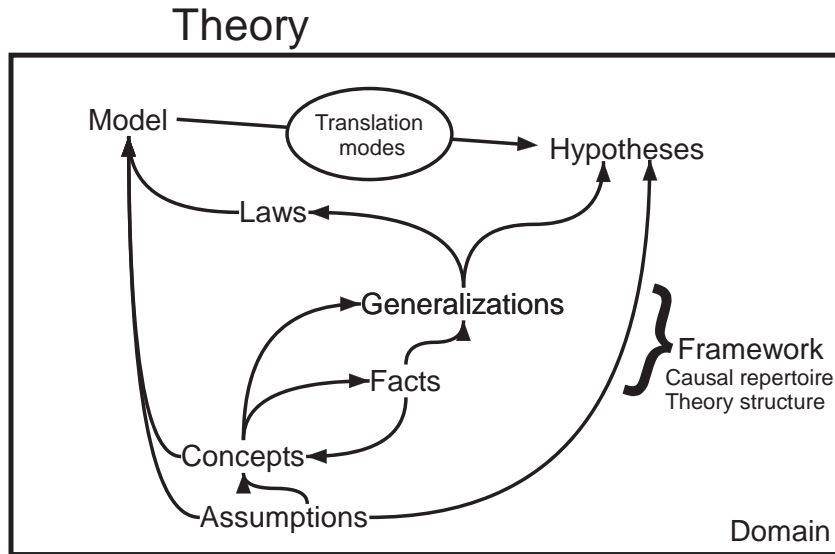 Theory
Model
Translation
modes
Hypotheses
Laws
Generalizations
Framework
Causal repertoire
Theory structure
Facts
Concepts
Assumptions
Domain